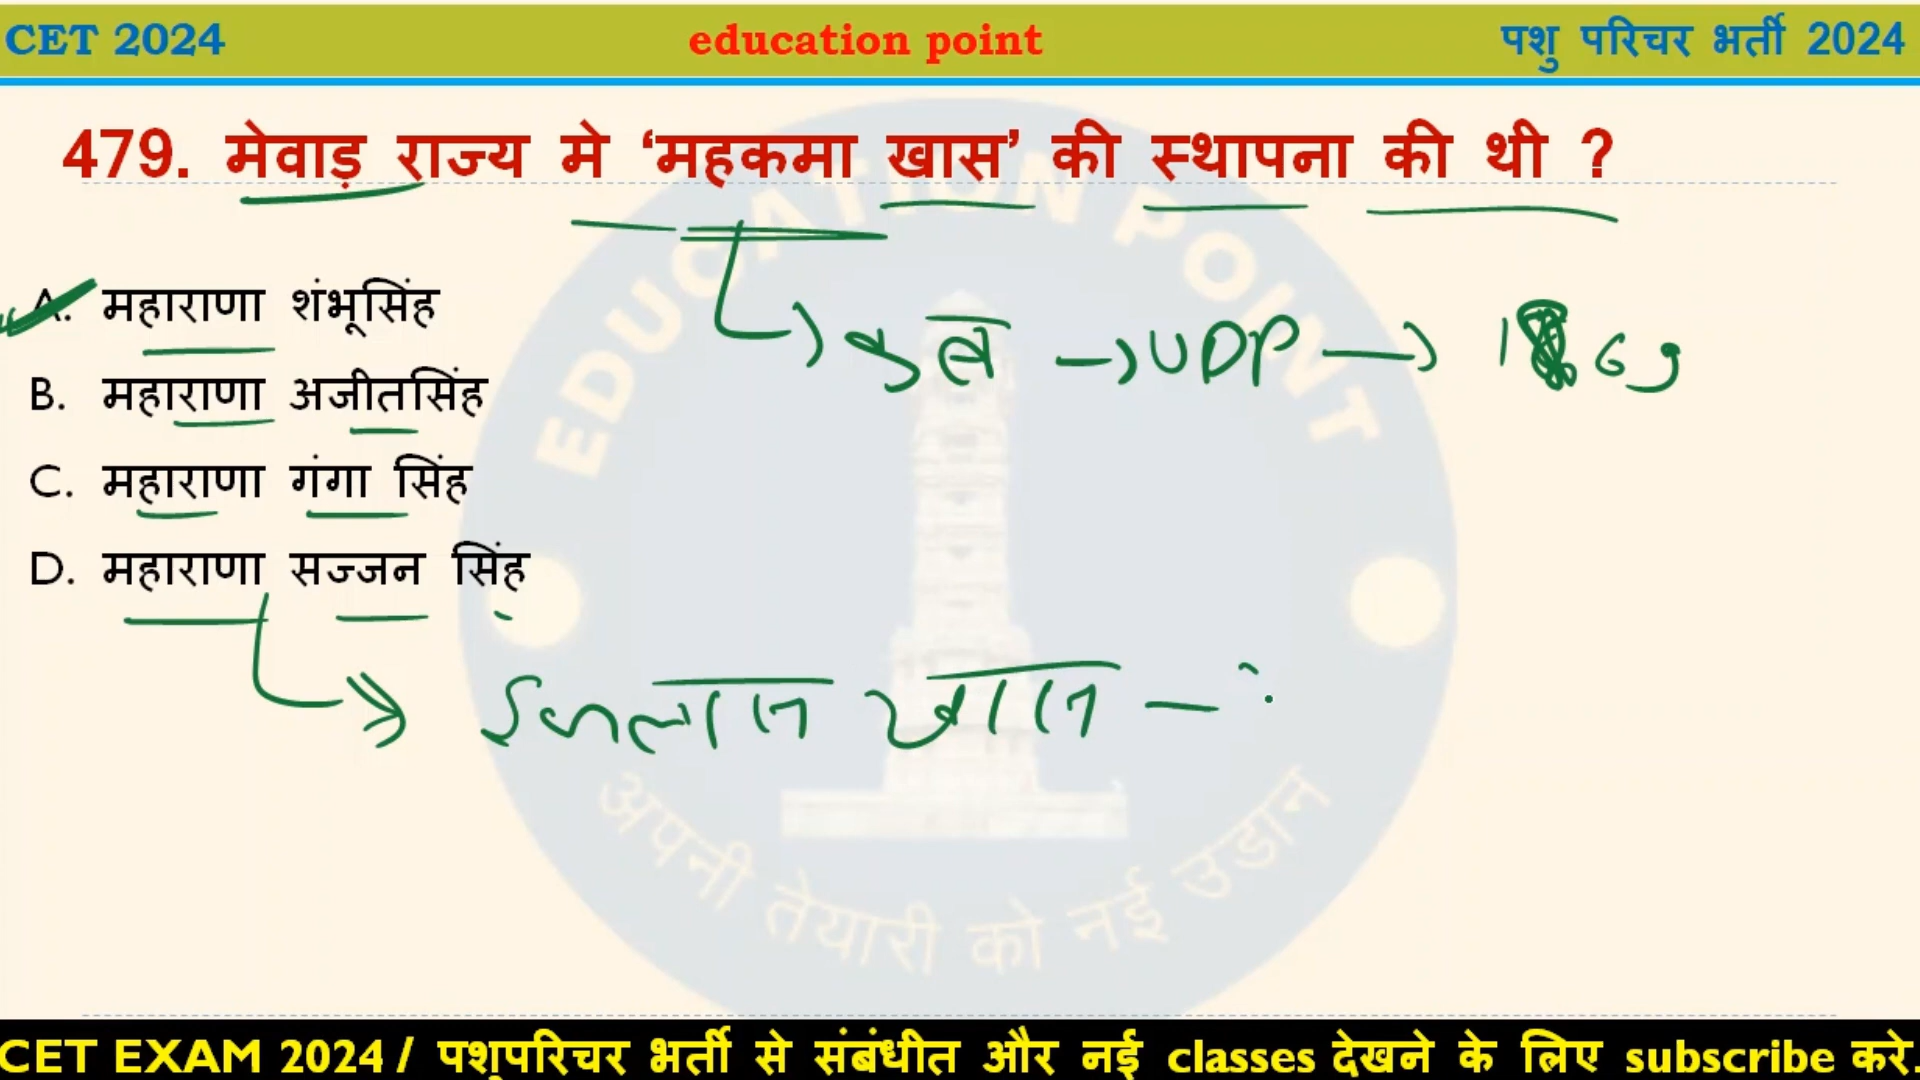 CET 2024 education point पशु परिचर भर्ती 2024
479. मेवाड़ राज्य मे ‘महकमा खास’ की स्थापना की थी ?
A. महाराणा शंभूसिंह
B. महाराणा अजीतसिंह
C. महाराणा गंगा सिंह
D. महाराणा सज्जन सिंह
UDP
EDUCATION POINT
अपनी तैयारी को नई उडान
CET EXAM 2024 / पशुपरिचर भर्ती से संबंधीत और नई classes देखने के लिए subscribe करे.